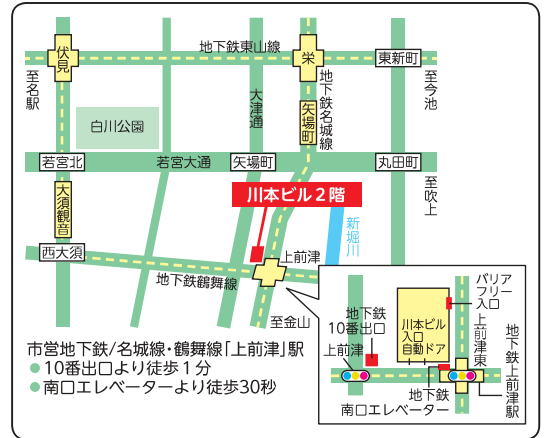 地下鉄東山線
伏見
栄
東新町
至名駅
地下鉄名城線
至今池
大津通
矢場町
白川公園
若宮北
若宮大通
矢場町
丸田町
大須観音
至吹上
川本ビル2階
新堀川
西大須
上前津
地下鉄鶴舞線
至金山
バリア
フリー
入口
地下鉄
10番出口
川本ビル
入口
自動ドア
上前津東
上前津
地下鉄上前津駅
地下鉄
南口エレベーター
市営地下鉄/名城線・鶴舞線「上前津」駅
●10番出口より徒歩1分
●南口エレベーターより徒歩30秒